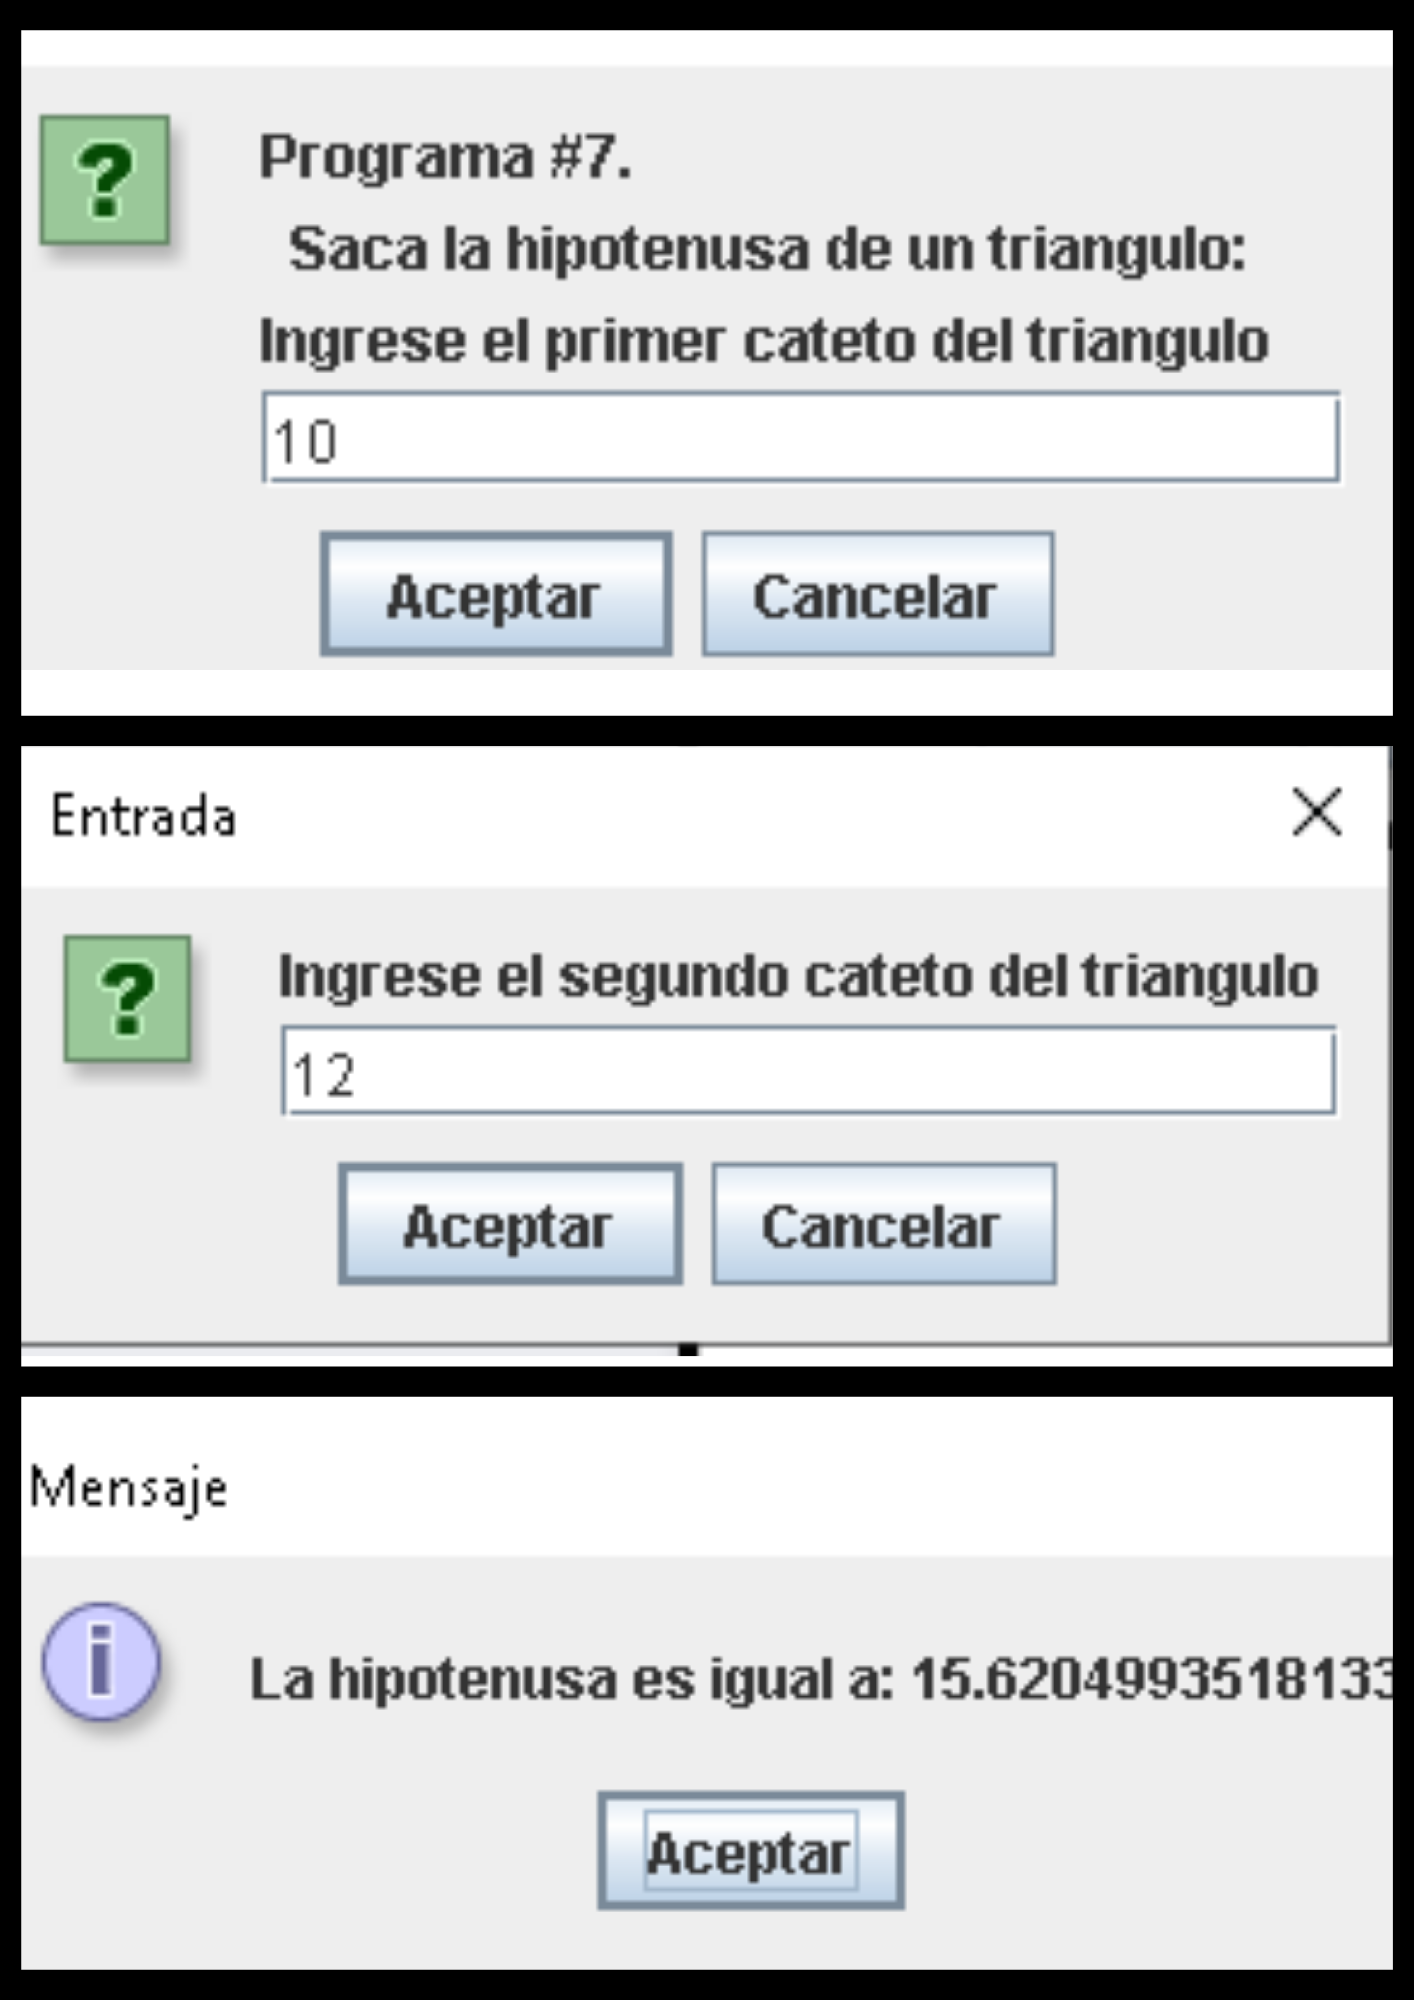 ?
Programa #7.
Saca la hipotenusa de un triangulo:
Ingrese el primer cateto del triangulo
10
Aceptar Cancelar
Entrada
?
Ingrese el segundo cateto del triangulo
12
Aceptar Cancelar
Mensaje
i
La hipotenusa es igual a: 15.6204993518133
Aceptar